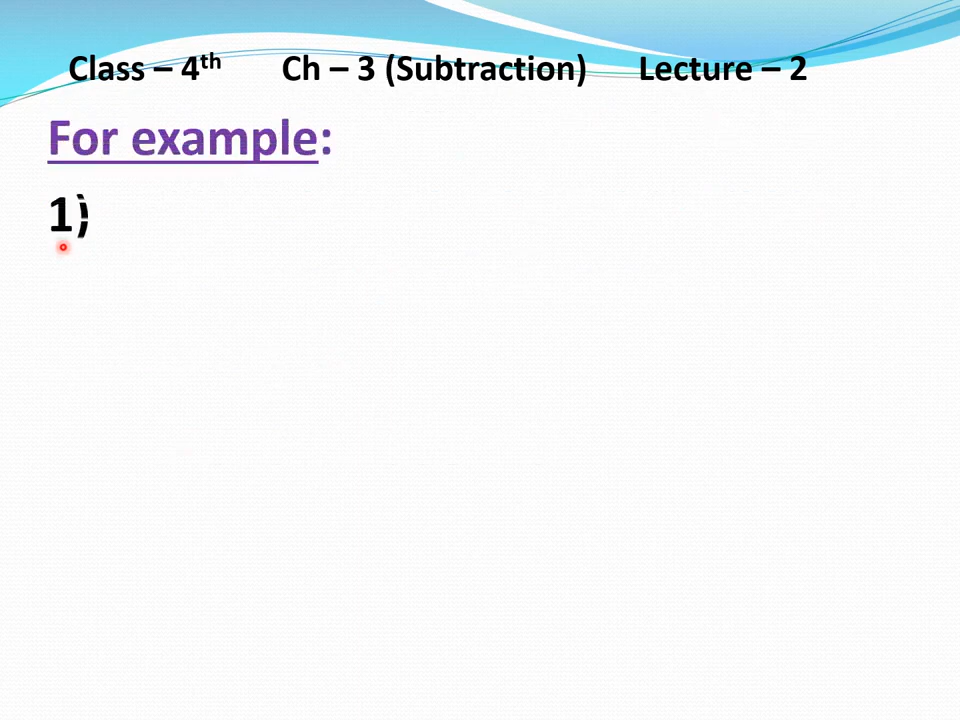 Class – 4th Ch – 3 (Subtraction) Lecture – 2
For example:
1)